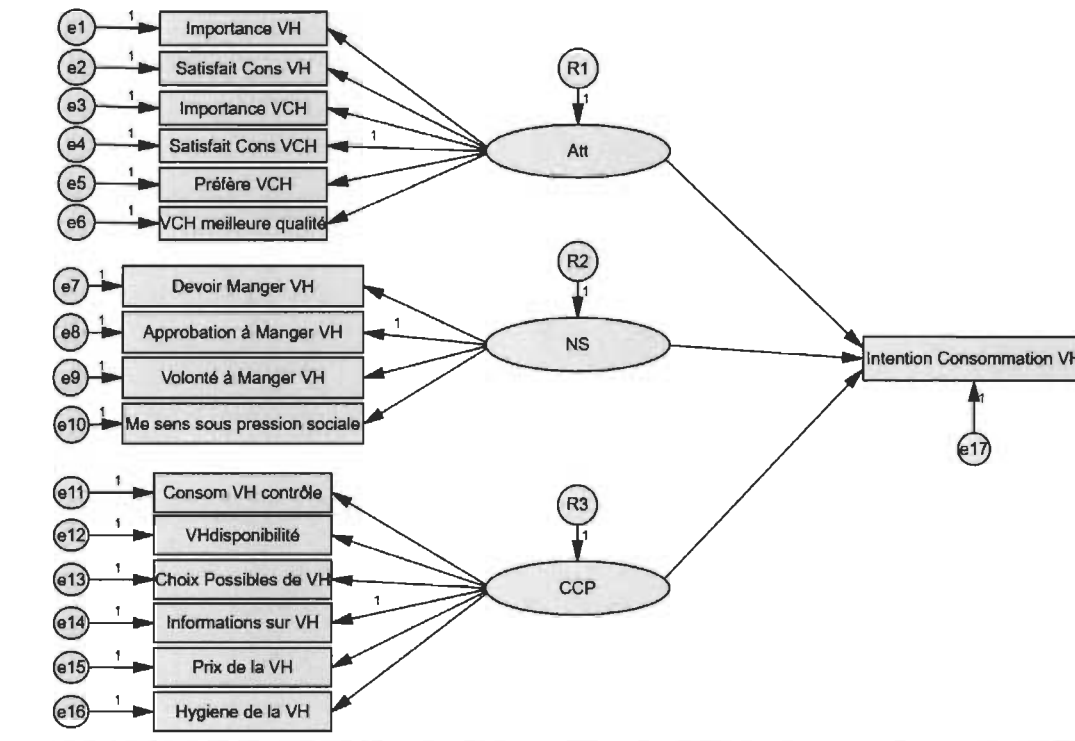 e1 1 Importance VH
e2 1 Satisfait Cons VH
e3 1 Importance VCH
e4 1 Satisfait Cons VCH 1
e5 1 Préfère VCH
e6 1 VCH meilleure qualité
R1
1
Att
e7 1 Devoir Manger VH
e8 1 Approbation à Manger VH 1
e9 1 Volonté à Manger VH
e10 1 Me sens sous pression sociale
R2
1
NS
Intention Consommation VH
1
e17
e11 1 Consom VH contrôle
e12 1 VHdisponibilité
e13 1 Choix Possibles de VH
e14 1 Informations sur VH 1
e15 1 Prix de la VH
e16 1 Hygiene de la VH
R3
1
CCP